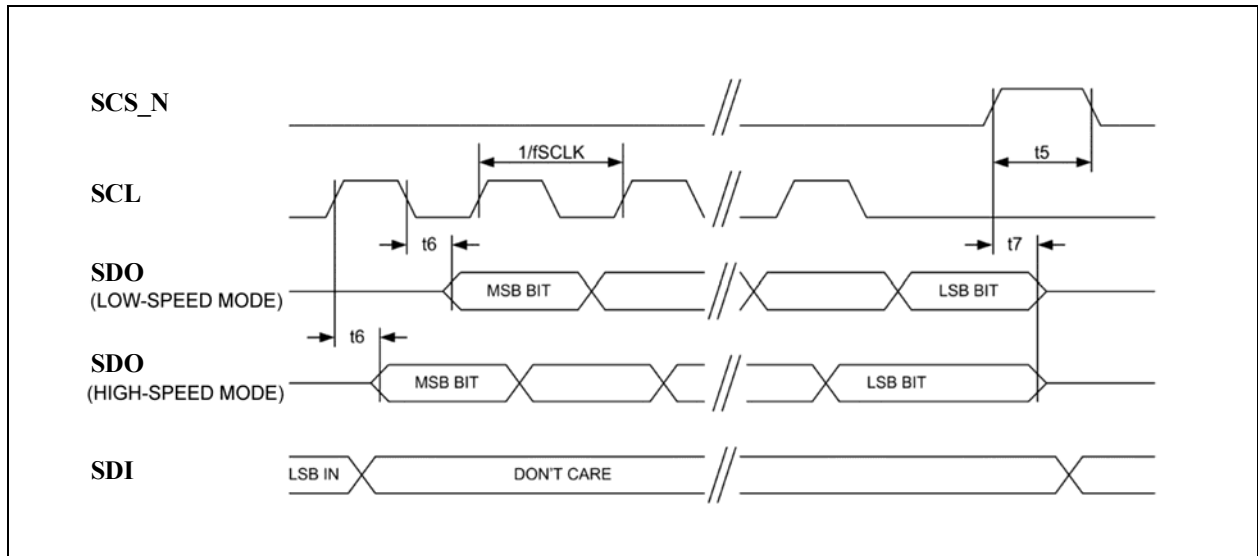 SCS_N
1/fSCLK
t5
SCL
t6
t7
SDO
(LOW-SPEED MODE)
MSB BIT
LSB BIT
t6
SDO
(HIGH-SPEED MODE)
MSB BIT
LSB BIT
SDI
LSB IN
DON'T CARE